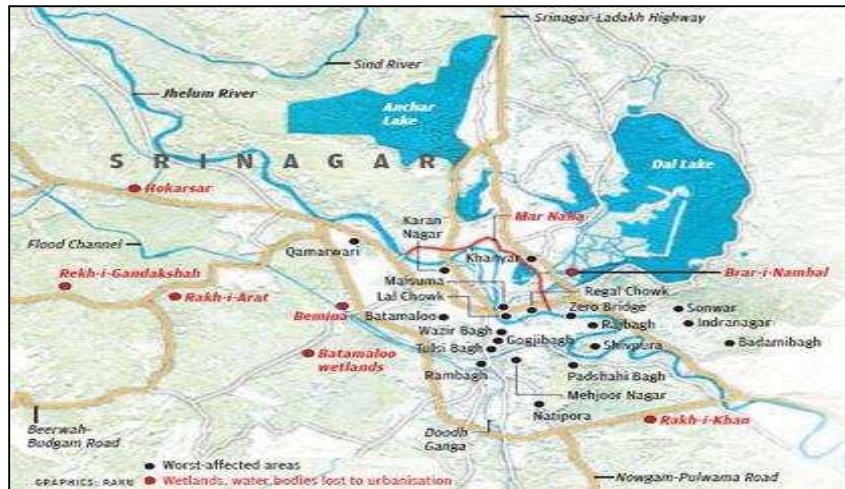 Srinagar-Ladakh Highway
Sind River
Jhelum River
Anchar
Lake
SRINAGAR
Dal Lake
Hokarsar
Karan
Nagar
Mar Nalla
Flood Channel
Qamarwari
Khanyar
Rekh-i-Gandakshah
Maisuma
Regal Chowk
Brar-i-Nambal
Rakh-i-Arat
Lal Chowk
Zero Bridge
Sonwar
Bemina
Batamaloo
Rajbagh
Indranagar
Wazir Bagh
Gogjibagh
Shivpura
Badamibagh
Batamaloo
wetlands
Tulsi Bagh
Rambagh
Padshahi Bagh
Mehjoor Nagar
Natipora
Rakh-i-Khan
Beerwah-
Budgam Road
Doodh
Ganga
Worst-affected areas
Nowgam-Pulwama Road
GRAPHICS: RAKU
Wetlands, water bodies lost to urbanisation